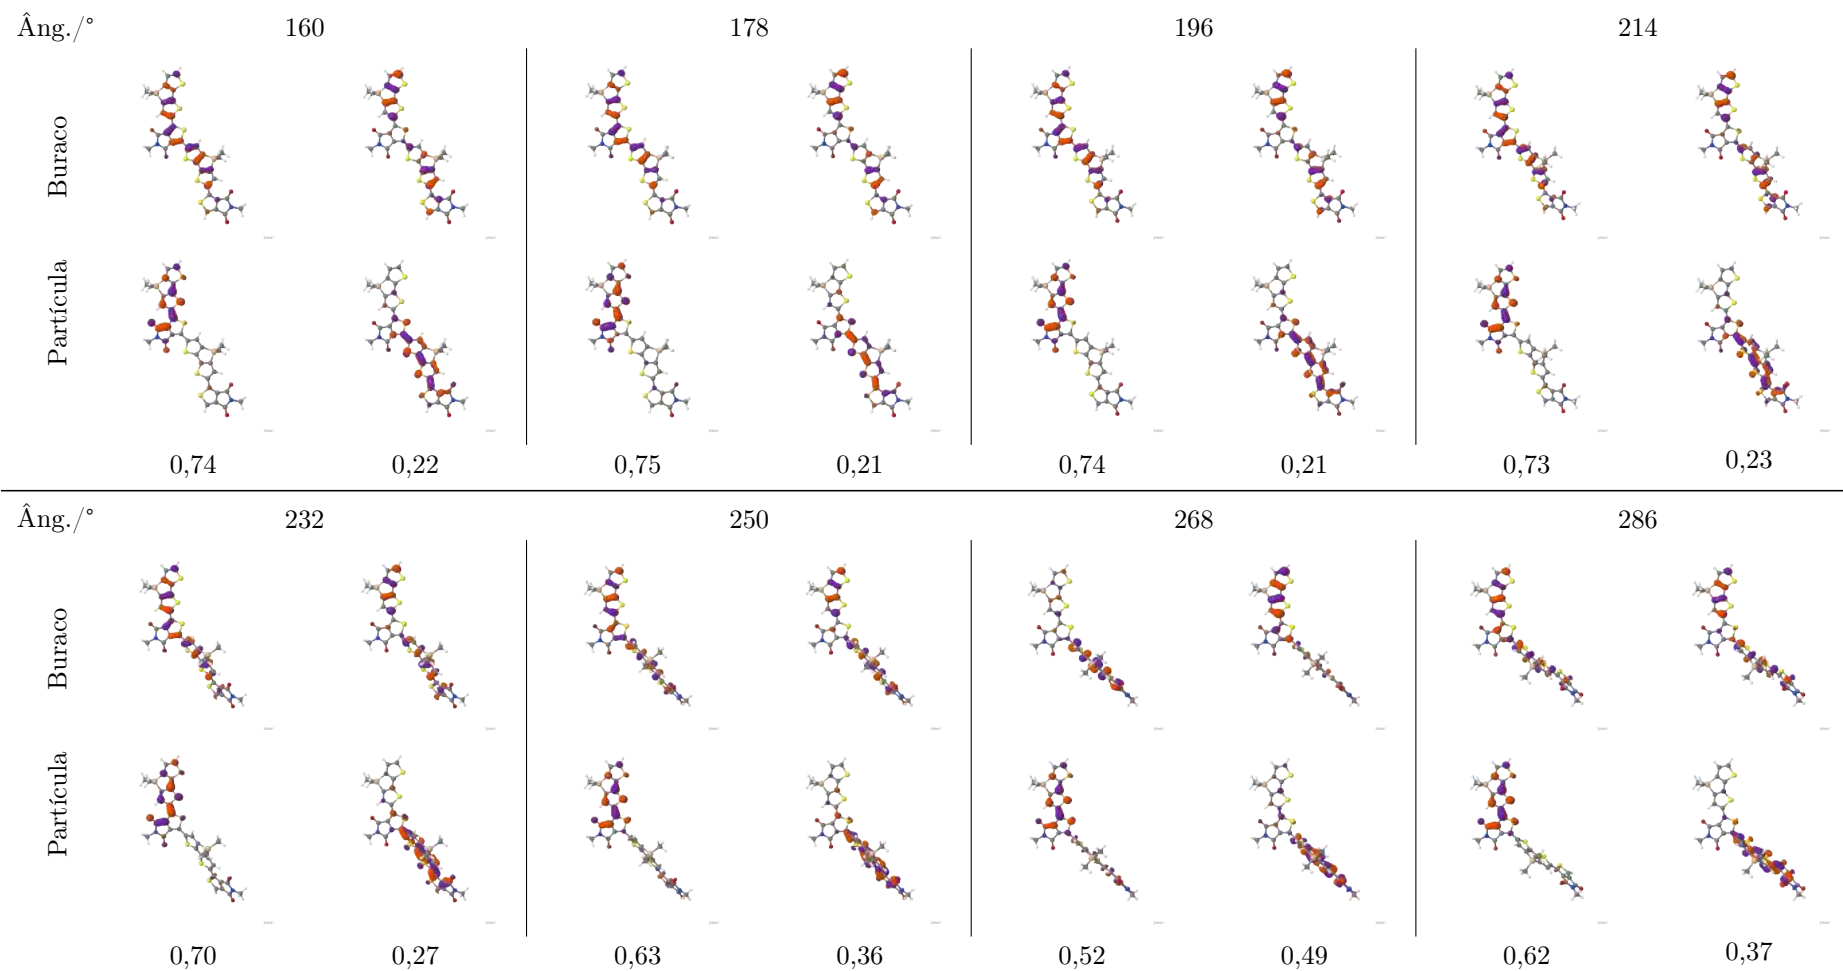 Âng./° 160 178 196 214
Buraco
Partícula
0,74 0,22 0,75 0,21 0,74 0,21 0,73 0,23
Âng./° 232 250 268 286
Buraco
Partícula
0,70 0,27 0,63 0,36 0,52 0,49 0,62 0,37